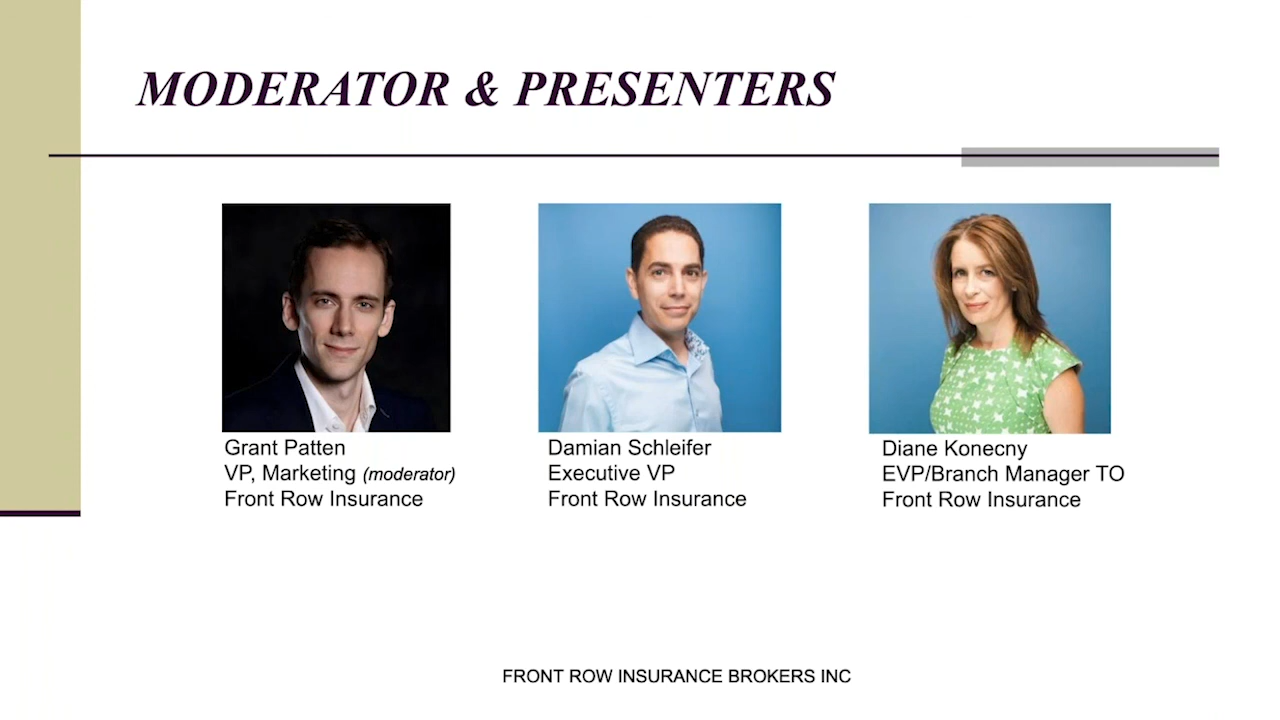 MODERATOR & PRESENTERS
Grant Patten
VP, Marketing (moderator)
Front Row Insurance
Damian Schleifer
Executive VP
Front Row Insurance
Diane Konecny
EVP/Branch Manager TO
Front Row Insurance
FRONT ROW INSURANCE BROKERS INC